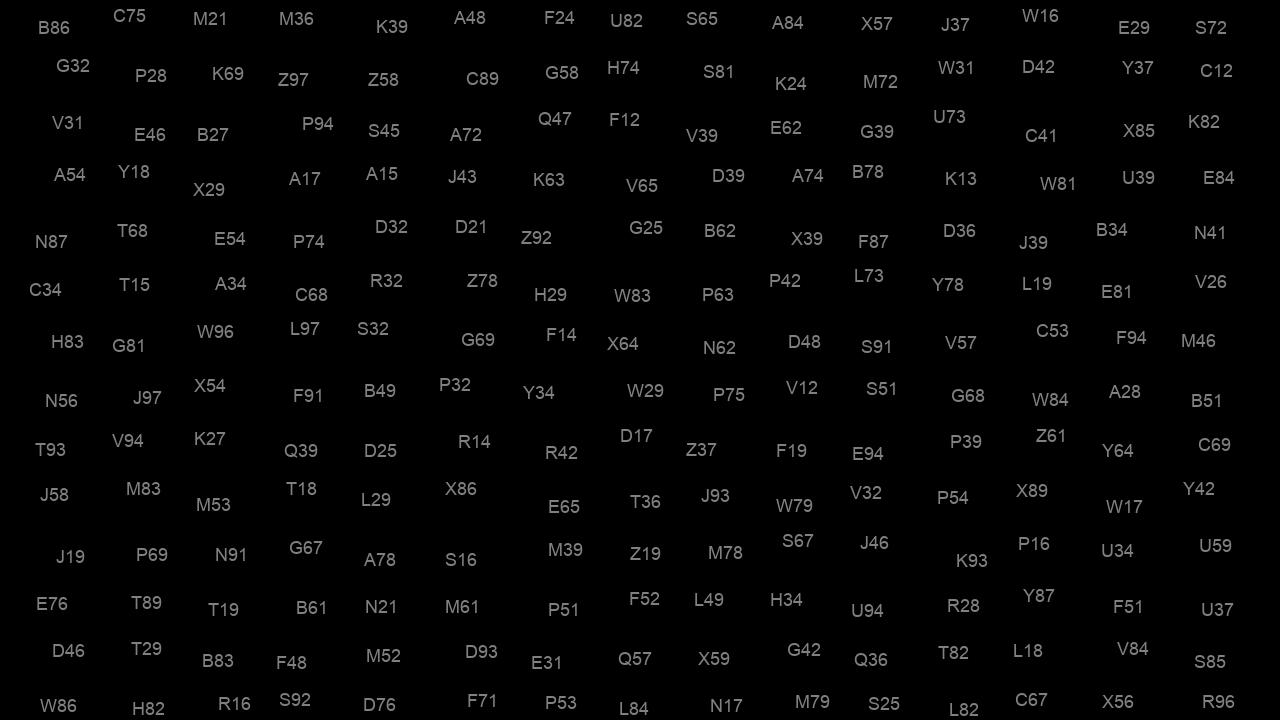 B86 C75 M21 M36 K39 A48 F24 U82 S65 A84 X57 J37 W16 E29 S72
G32 P28 K69 Z97 Z58 C89 G58 H74 S81 K24 M72 W31 D42 Y37 C12
V31 E46 B27 P94 S45 A72 Q47 F12 V39 E62 G39 U73 C41 X85 K82
A54 Y18 X29 A17 A15 J43 K63 V65 D39 A74 B78 K13 W81 U39 E84
N87 T68 E54 P74 D32 D21 Z92 G25 B62 X39 F87 D36 J39 B34 N41
C34 T15 A34 C68 R32 Z78 H29 W83 P63 P42 L73 Y78 L19 E81 V26
H83 G81 W96 L97 S32 G69 F14 X64 N62 D48 S91 V57 C53 F94 M46
N56 J97 X54 F91 B49 P32 Y34 W29 P75 V12 S51 G68 W84 A28 B51
T93 V94 K27 Q39 D25 R14 R42 D17 Z37 F19 E94 P39 Z61 Y64 C69
J58 M83 M53 T18 L29 X86 E65 T36 J93 W79 V32 P54 X89 W17 Y42
J19 P69 N91 G67 A78 S16 M39 Z19 M78 S67 J46 K93 P16 U34 U59
E76 T89 T19 B61 N21 M61 P51 F52 L49 H34 U94 R28 Y87 F51 U37
D46 T29 B83 F48 M52 D93 E31 Q57 X59 G42 Q36 T82 L18 V84 S85
W86 H82 R16 S92 D76 F71 P53 L84 N17 M79 S25 L82 C67 X56 R96